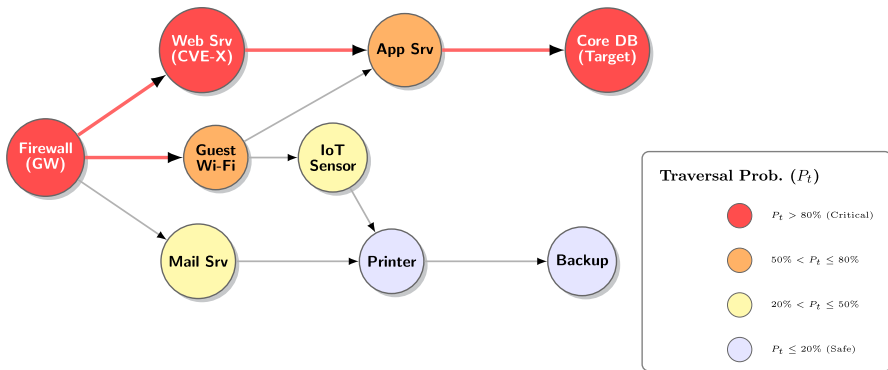 Web Srv
(CVE-X)
App Srv
Core DB
(Target)
Firewall
(GW)
Guest
Wi-Fi
IoT
Sensor
Mail Srv
Printer
Backup
Traversal Prob. (Pₜ)
Pₜ > 80% (Critical)
50% < Pₜ ≤ 80%
20% < Pₜ ≤ 50%
Pₜ ≤ 20% (Safe)